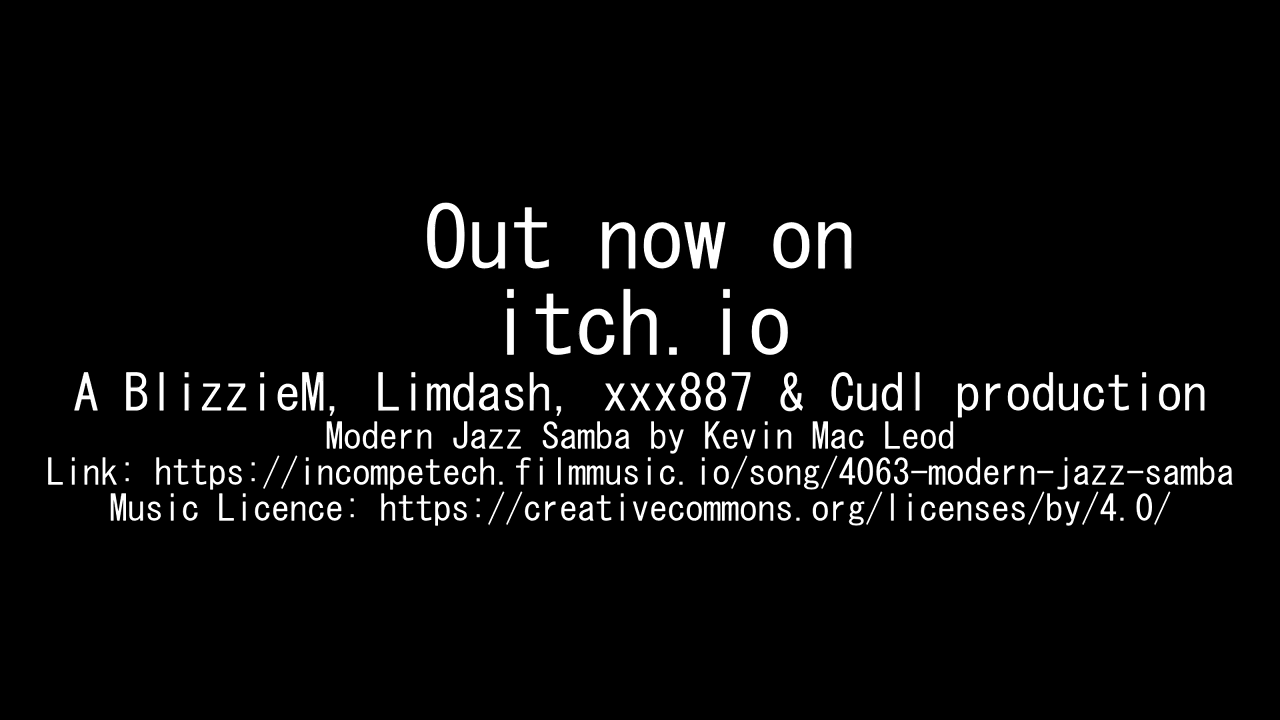 Out now on
itch.io
A BlizzieM, Limdash, xxx887 & Cudl production
Modern Jazz Samba by Kevin Mac Leod
Link: https://incompetech.filmmusic.io/song/4063-modern-jazz-samba
Music Licence: https://creativecommons.org/licenses/by/4.0/